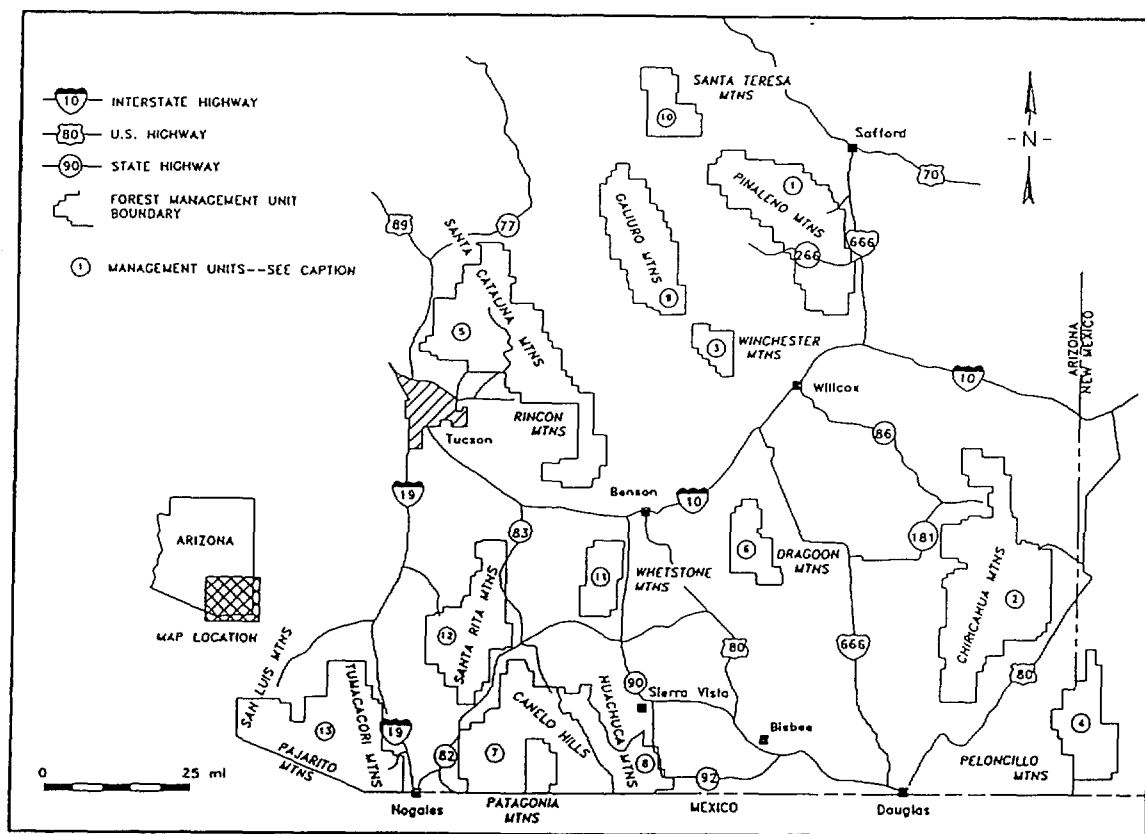 10 INTERSTATE HIGHWAY
80 U.S. HIGHWAY
90 STATE HIGHWAY
FOREST MANAGEMENT UNIT
BOUNDARY
1 MANAGEMENT UNITS--SEE CAPTION
SANTA TERESA
MTNS
10
-N-
Safford
70
PINALENO MTNS
1
666
266
GALIURO MTNS
9
89
77
SANTA CATALINA MTNS
5
3
WINCHESTER
MTNS
ARIZONA
NEW MEXICO
10
Willcox
86
RINCON
MTNS
Tucson
19
Benson
10
83
181
ARIZONA
MAP LOCATION
6
DRAGOON
MTNS
11
WHETSTONE
MTNS
CHIRICAHUA MTNS
2
12
SANTA RITA MTNS
80
666
80
SAN LUIS MTNS
TUMACACORI MTNS
13
PAJARITO
MTNS
19
82
7
CANELO HILLS
HUACHUCA MTNS
90
Sierra Vista
8
Bisbee
92
4
PELONCILLO
MTNS
0 25 mi
Nogales
PATAGONIA
MTNS
MEXICO
Douglas